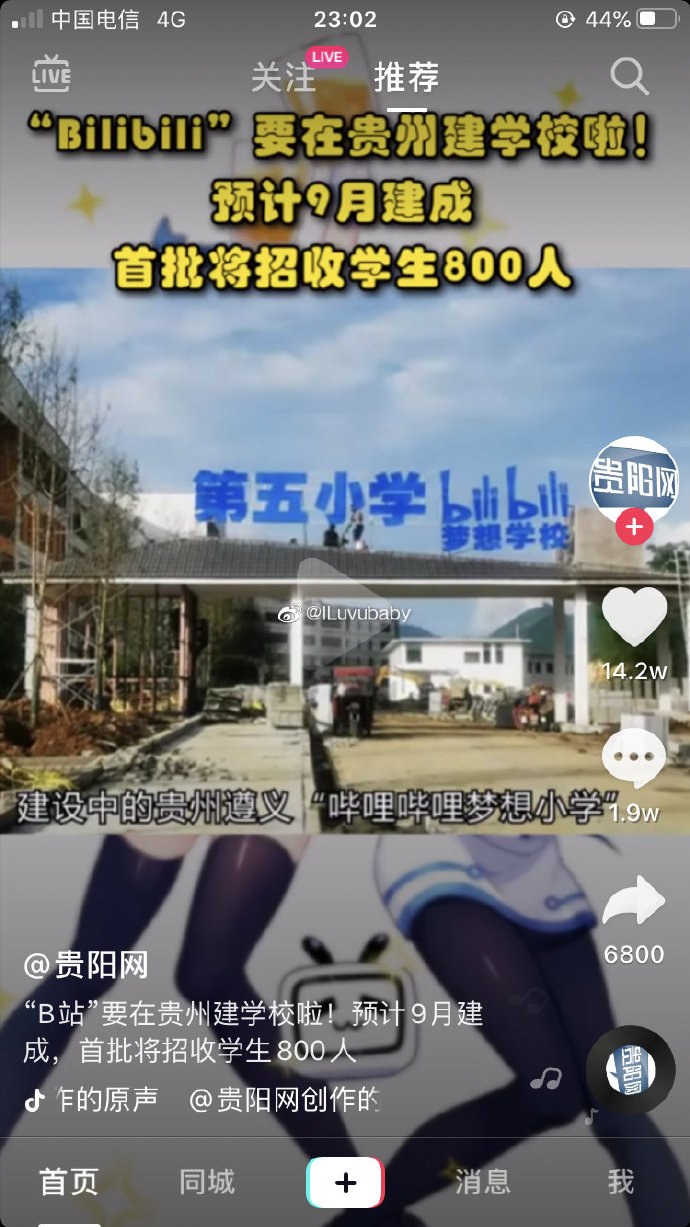 中国电信 4G 23:02 44%
LIVE 关注 LIVE 推荐
“Bilibili”要在贵州建学校啦！
预计9月建成
首批将招收学生800人
贵阳网
第五小学 bilibili
梦想学校
@ILuvubaby
14.2w
建设中的贵州遵义“哔哩哔哩梦想小学”
1.9w
6800
@贵阳网
“B站”要在贵州建学校啦！预计9月建
成，首批将招收学生800人
作的原声 @贵阳网创作的
贵阳网
首页 同城 消息 我